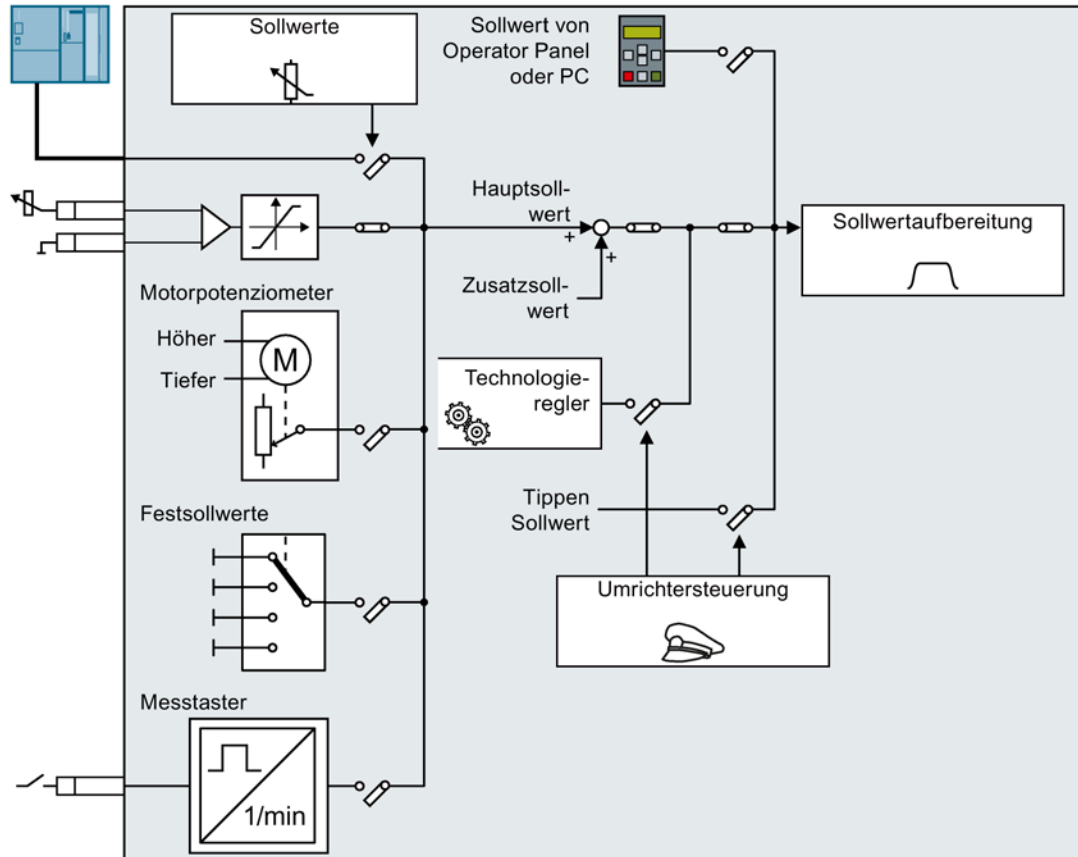 Sollwerte
Sollwert von
Operator Panel
oder PC
Hauptsoll-
wert
+
+
Zusatzsoll-
wert
Sollwertaufbereitung
Motorpotenziometer
Höher
Tiefer
M
Technologie-
regler
Tippen
Sollwert
Festsollwerte
Umrichtersteuerung
Messtaster
1/min